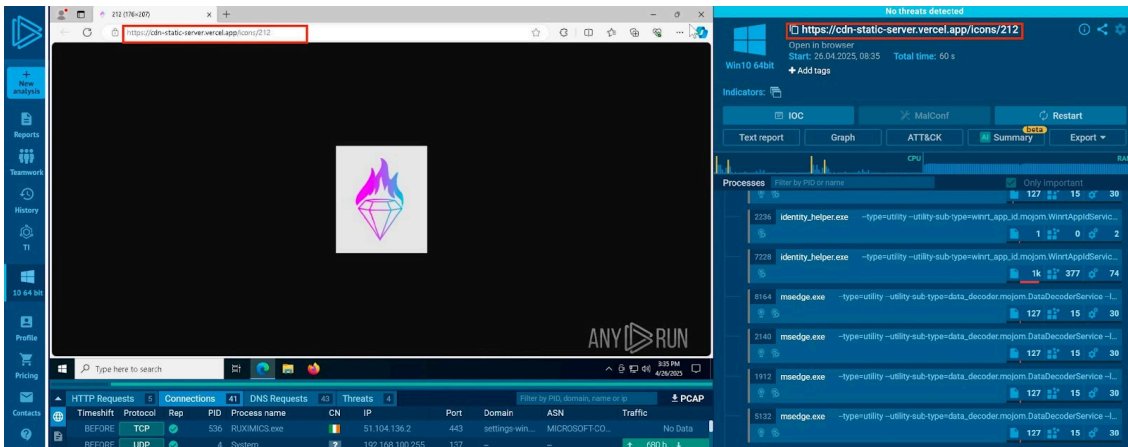 212 (176×207)
https://cdn-static-server.vercel.app/icons/212
ANY RUN
Type here to search
3:35 PM
4/26/2025
New
analysis
Reports
Teamwork
History
TI
10 64 bit
Profile
Pricing
Contacts
HTTP Requests 5 Connections 41 DNS Requests 43 Threats 4 Filter by PID, domain, name or ip PCAP
Timeshift Protocol Rep PID Process name CN IP Port Domain ASN Traffic
BEFORE TCP 536 RUXIMICS.exe 51.104.136.2 443 settings-win... MICROSOFT-CO... No Data
BEFORE UDP 4 System ? 192.168.100.255 137 – – 680 b
No threats detected
https://cdn-static-server.vercel.app/icons/212
Open in browser
Win10 64bit
Start: 26.04.2025, 08:35 Total time: 60 s
+ Add tags
Indicators:
IOC MalConf Restart
Text report Graph ATT&CK AI Summary beta Export
CPU RAM
Processes Filter by PID or name Only important
127 15 30
2236 identity_helper.exe --type=utility --utility-sub-type=winrt_app_id.mojom.WinrtAppIdServic...
1 0 2
7228 identity_helper.exe --type=utility --utility-sub-type=winrt_app_id.mojom.WinrtAppIdServic...
1k 377 74
8164 msedge.exe --type=utility --utility-sub-type=data_decoder.mojom.DataDecoderService --l...
127 15 30
2140 msedge.exe --type=utility --utility-sub-type=data_decoder.mojom.DataDecoderService --l...
127 15 30
1912 msedge.exe --type=utility --utility-sub-type=data_decoder.mojom.DataDecoderService --l...
127 15 30
5132 msedge.exe --type=utility --utility-sub-type=data_decoder.mojom.DataDecoderService --l...
127 15 30